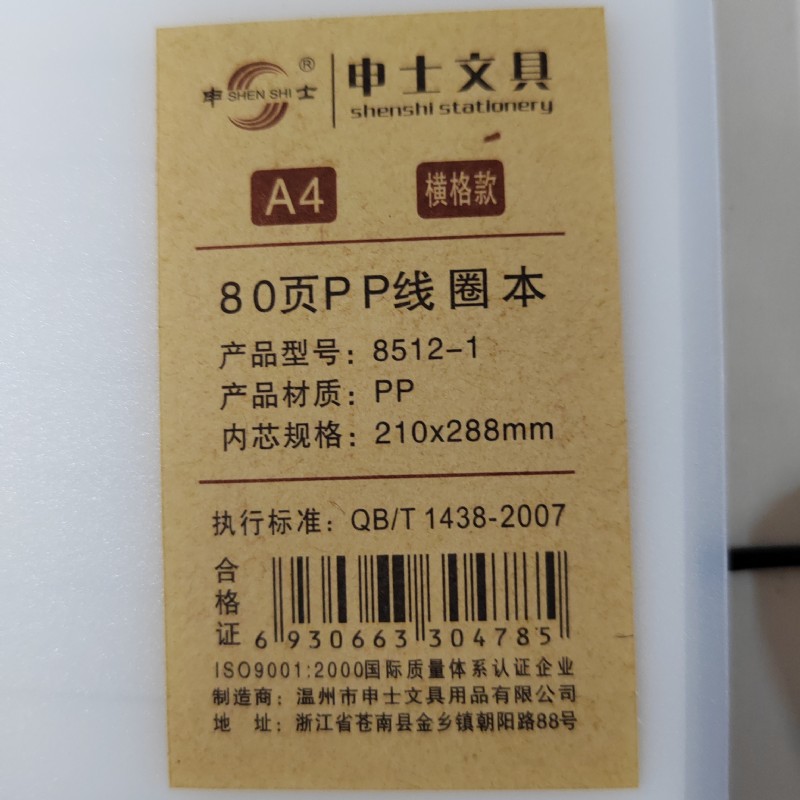 申 SHEN SHI 士 ®
申士文具
shenshi stationery
A4 横格款
80页PP线圈本
产品型号：8512-1
产品材质：PP
内芯规格：210x288mm
执行标准：QB/T 1438-2007
合格证
6 930663 304785
ISO9001:2000国际质量体系认证企业
制造商：温州市申士文具用品有限公司
地 址：浙江省苍南县金乡镇朝阳路88号